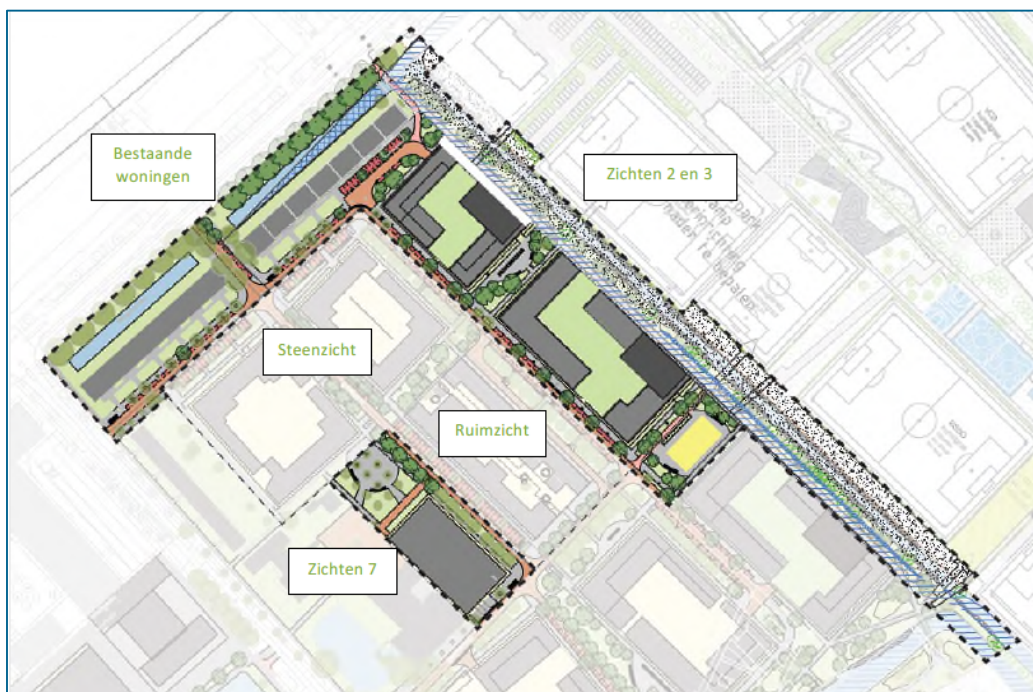 Bestaande
woningen
Zichten 2 en 3
Steenzicht
Ruimzicht
Zichten 7